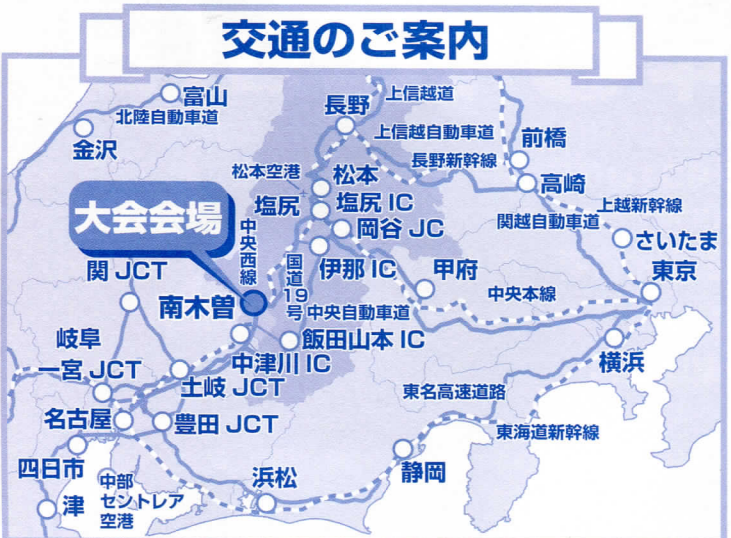 交通のご案内
富山
北陸自動車道
金沢
長野
上信越道
上信越自動車道
長野新幹線
前橋
高崎
松本空港
松本
塩尻
塩尻 IC
岡谷 JC
上越新幹線
関越自動車道
さいたま
東京
大会会場
中央西線
国道19号
伊那 IC
甲府
中央本線
関 JCT
南木曽
中央自動車道
飯田山本 IC
中津川 IC
岐阜
一宮 JCT
土岐 JCT
横浜
東名高速道路
名古屋
豊田 JCT
東海道新幹線
四日市
中部
セントレア
空港
浜松
静岡
津